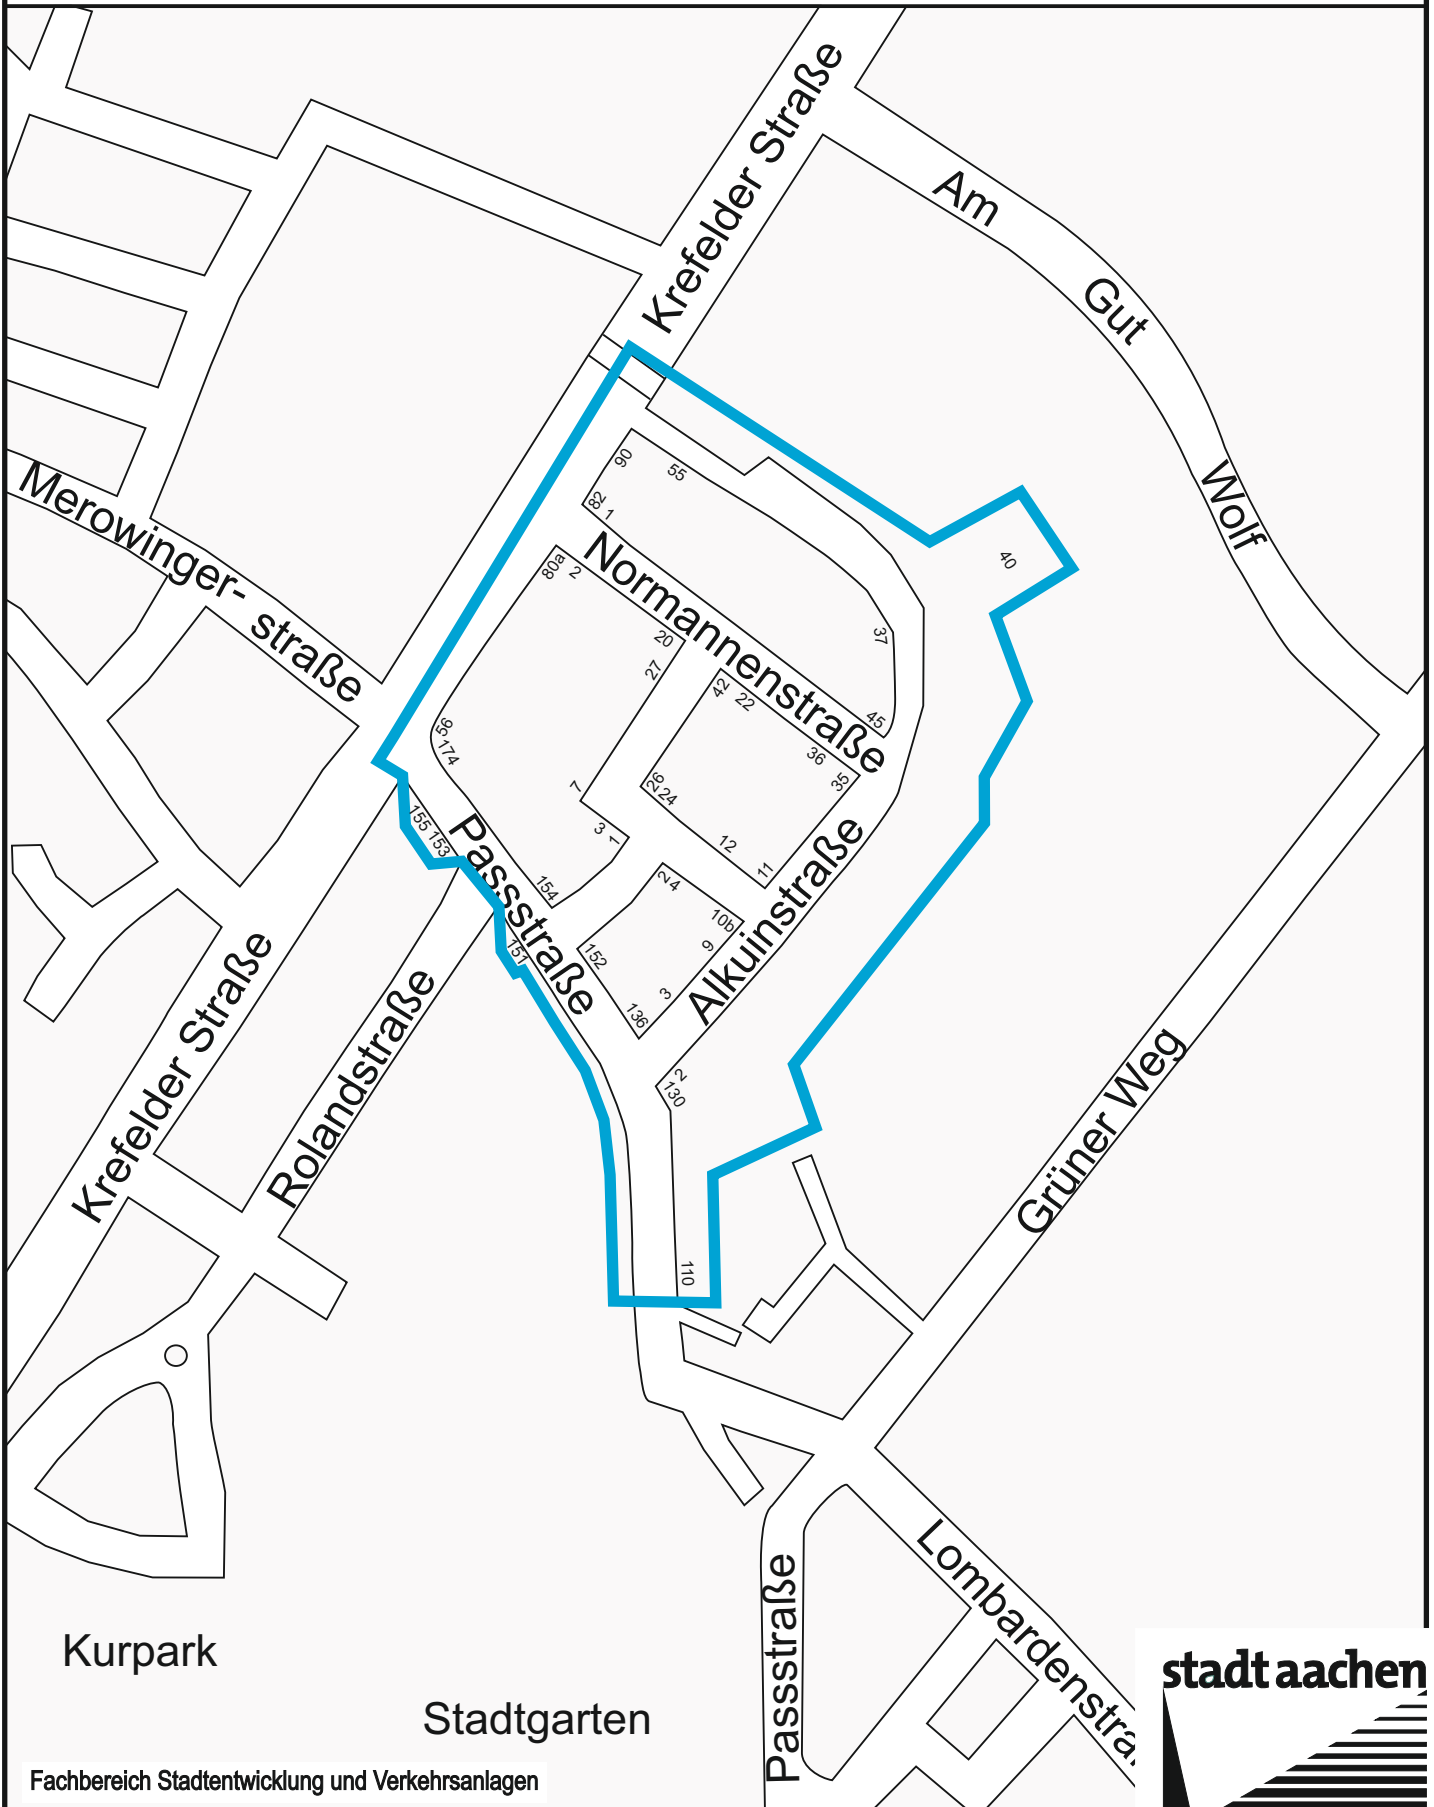 Krefelder Straße
Am
Gut
Wolf
90
55
82
1
Merowinger- straße
Normannenstraße
80a
2
40
20
27
37
42
22
45
56
174
36
35
26
24
7
3
1
12
11
155
153
Passstraße
154
2
4
10b
9
Alkuinstraße
151
152
3
136
Krefelder Straße
Rolandstraße
2
130
Grüner Weg
110
Lombardenstra
Passstraße
Kurpark
Stadtgarten
stadt aachen
Fachbereich Stadtentwicklung und Verkehrsanlagen